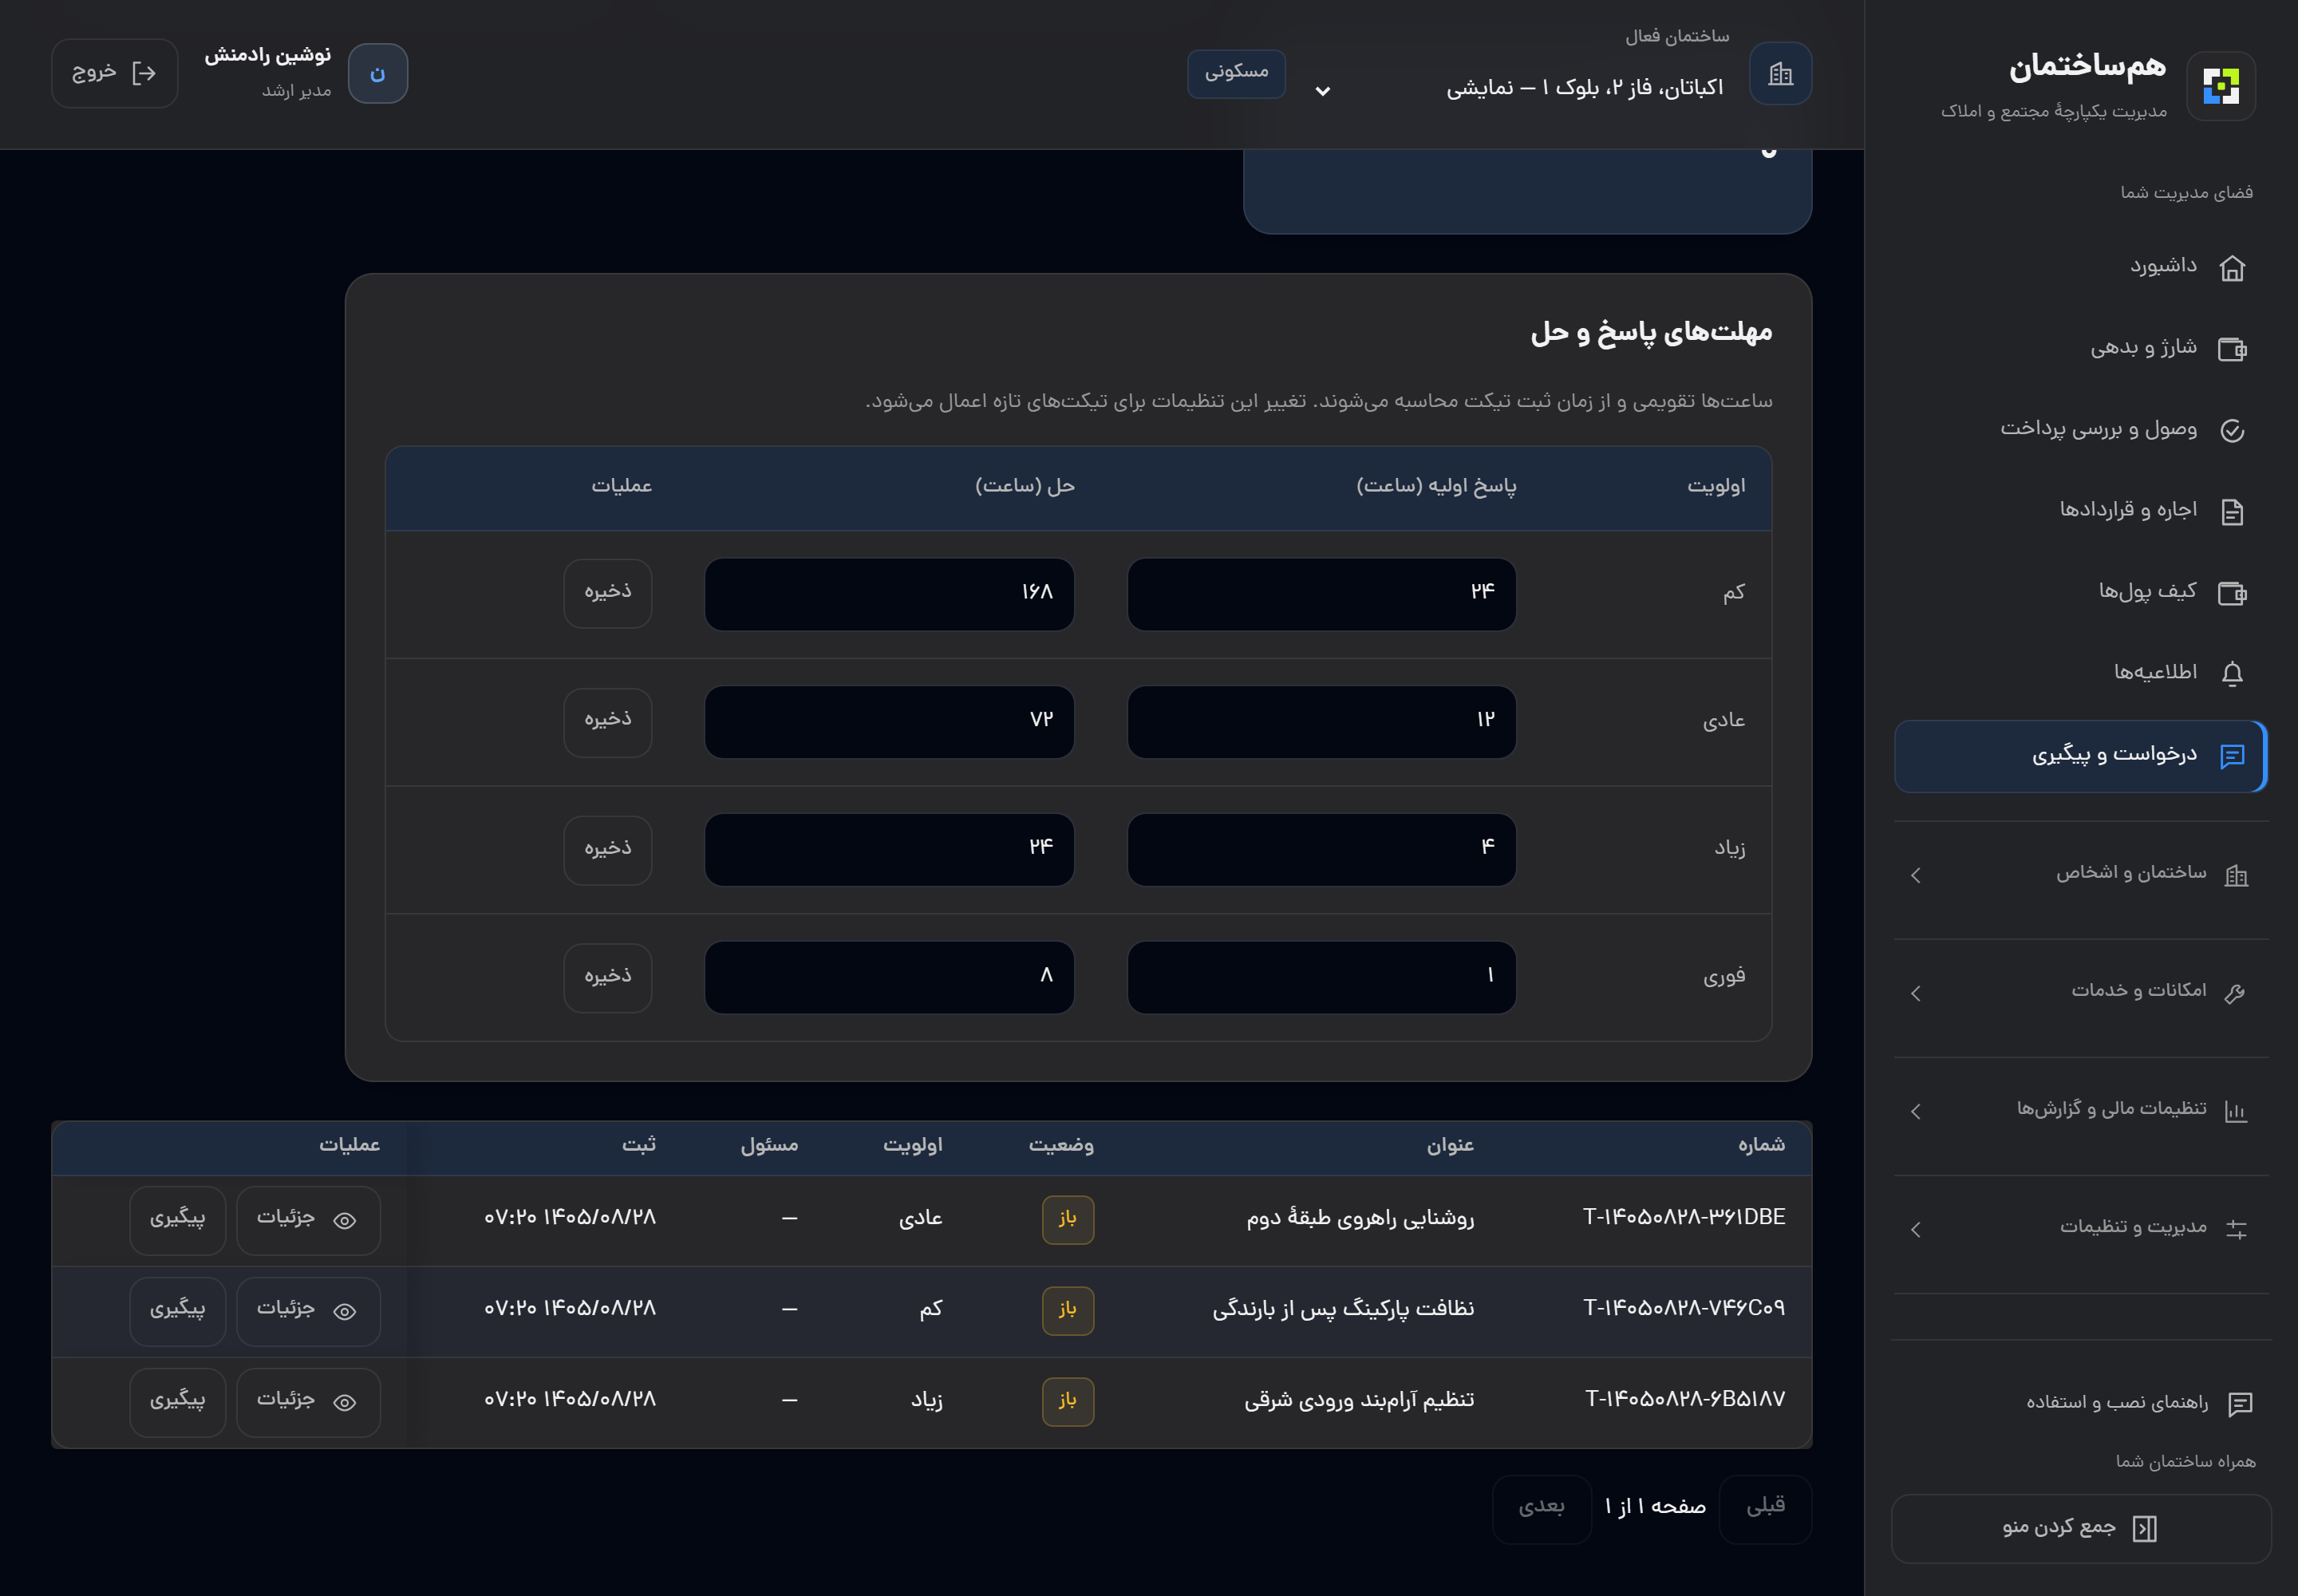 هم‌ساختمان
مدیریت یکپارچهٔ مجتمع و املاک
فضای مدیریت شما
داشبورد
شارژ و بدهی
وصول و بررسی پرداخت
اجاره و قراردادها
کیف پول‌ها
اطلاعیه‌ها
درخواست و پیگیری
ساختمان و اشخاص
امکانات و خدمات
تنظیمات مالی و گزارش‌ها
مدیریت و تنظیمات
راهنمای نصب و استفاده
همراه ساختمان شما
جمع کردن منو
ساختمان فعال
اکباتان، فاز ۲، بلوک ۱ – نمایشی
مسکونی
ن
نوشین رادمنش
مدیر ارشد
خروج
مهلت‌های پاسخ و حل
ساعت‌ها تقویمی و از زمان ثبت تیکت محاسبه می‌شوند. تغییر این تنظیمات برای تیکت‌های تازه اعمال می‌شود.
اولویت پاسخ اولیه (ساعت) حل (ساعت) عملیات
کم ۲۴ ۱۶۸ ذخیره
عادی ۱۲ ۷۲ ذخیره
زیاد ۴ ۲۴ ذخیره
فوری ۱ ۸ ذخیره
شماره عنوان وضعیت اولویت مسئول ثبت عملیات
T-۱۴۰۵۰۸۲۸-۳۶۱DBE روشنایی راهروی طبقهٔ دوم باز عادی — ۱۴۰۵/۰۸/۲۸ ۰۷:۲۰ جزئیات پیگیری
T-۱۴۰۵۰۸۲۸-۷۴۶C۰۹ نظافت پارکینگ پس از بارندگی باز کم — ۱۴۰۵/۰۸/۲۸ ۰۷:۲۰ جزئیات پیگیری
T-۱۴۰۵۰۸۲۸-۶B۵۱۸۷ تنظیم آرام‌بند ورودی شرقی باز زیاد — ۱۴۰۵/۰۸/۲۸ ۰۷:۲۰ جزئیات پیگیری
قبلی صفحه ۱ از ۱ بعدی